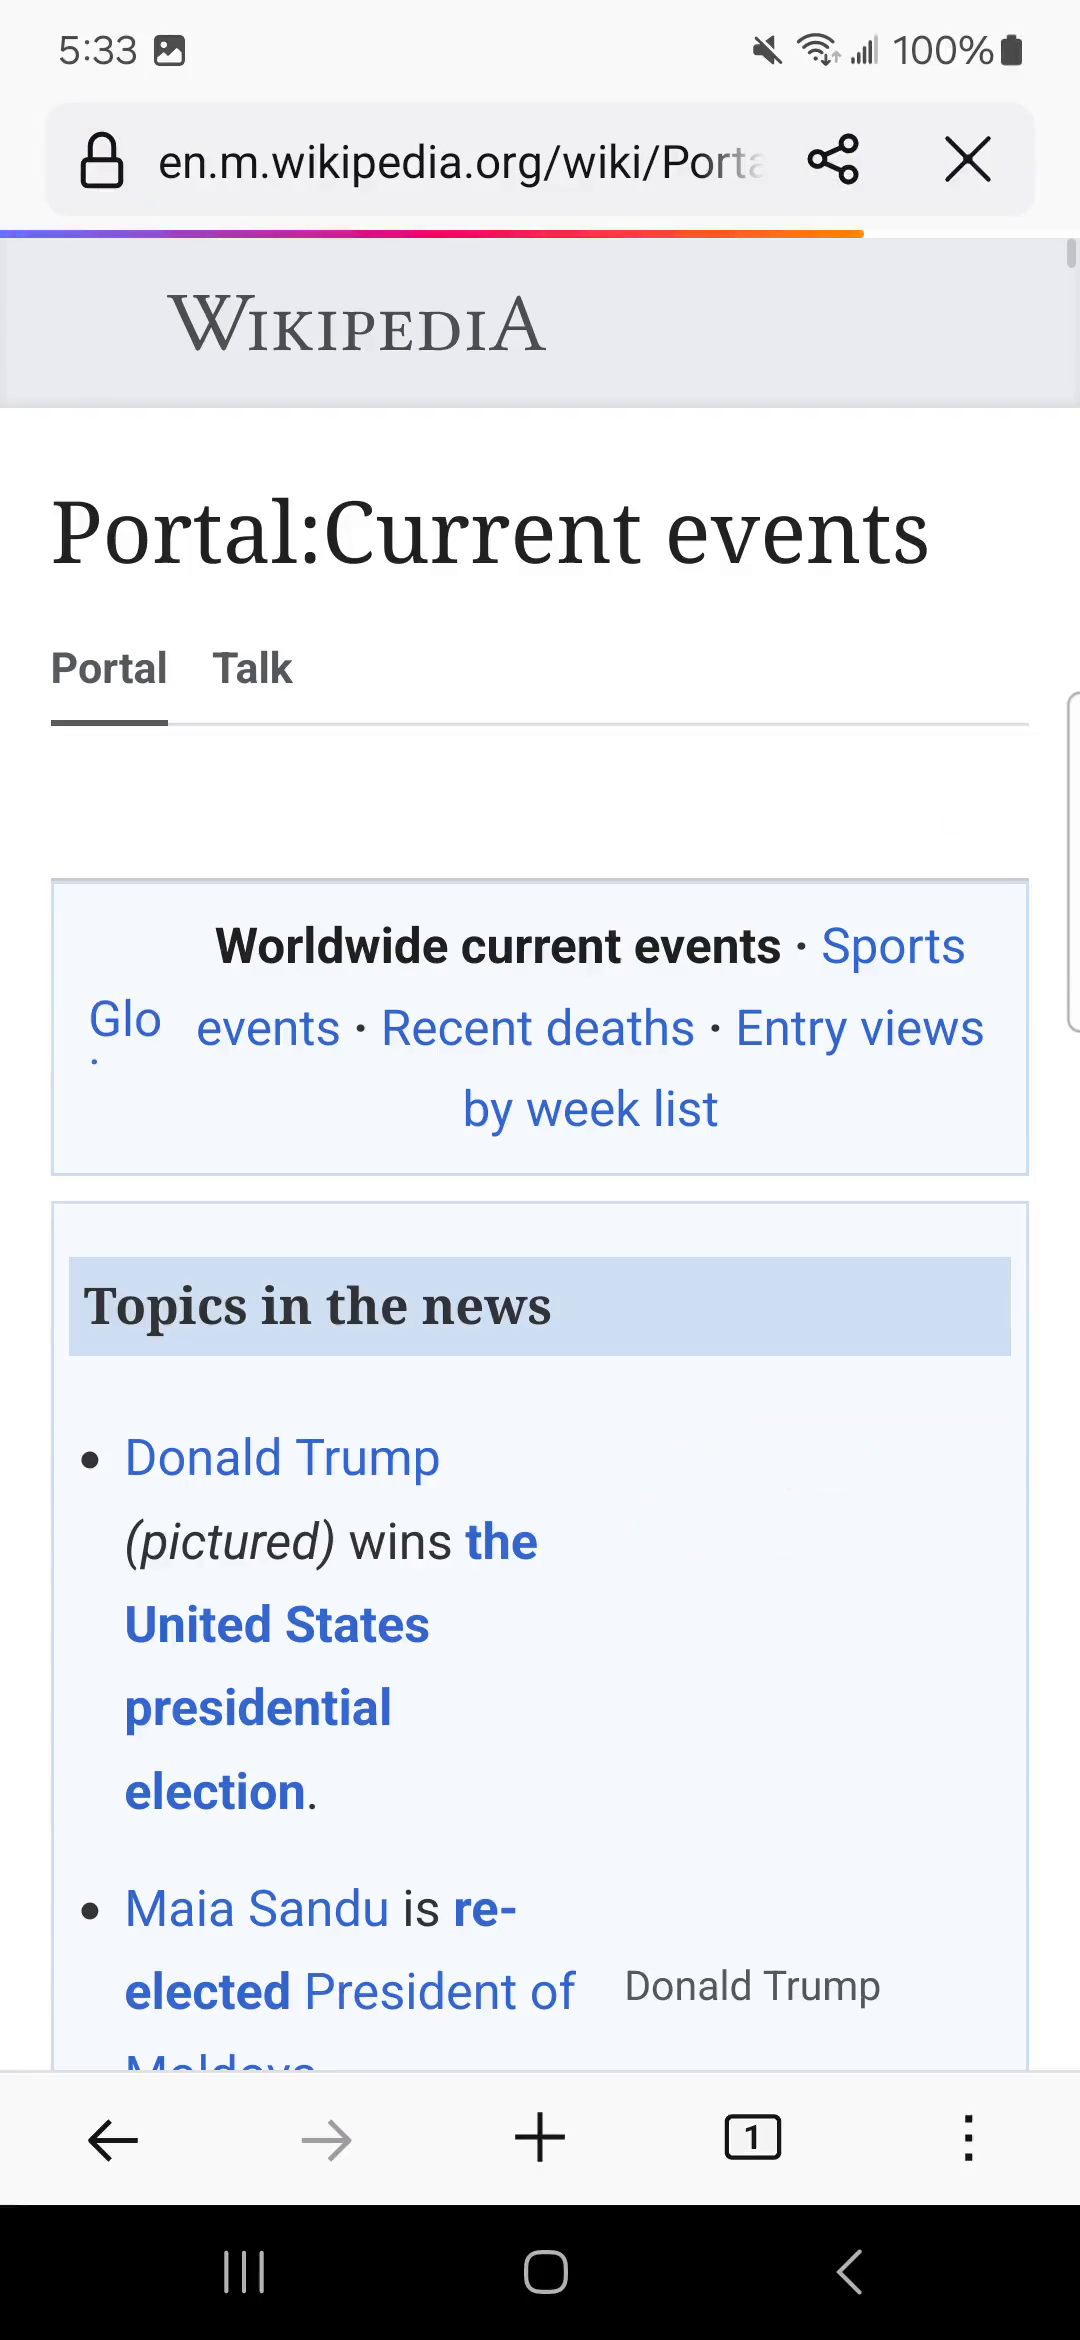 5:33
100%
en.m.wikipedia.org/wiki/Porta
WIKIPEDIA
Portal:Current events
Portal Talk
Worldwide current events · Sports
Glo events · Recent deaths · Entry views
by week list
Topics in the news
Donald Trump
(pictured) wins the
United States
presidential
election.
Maia Sandu is re-
elected President of
Donald Trump
Moldova
1